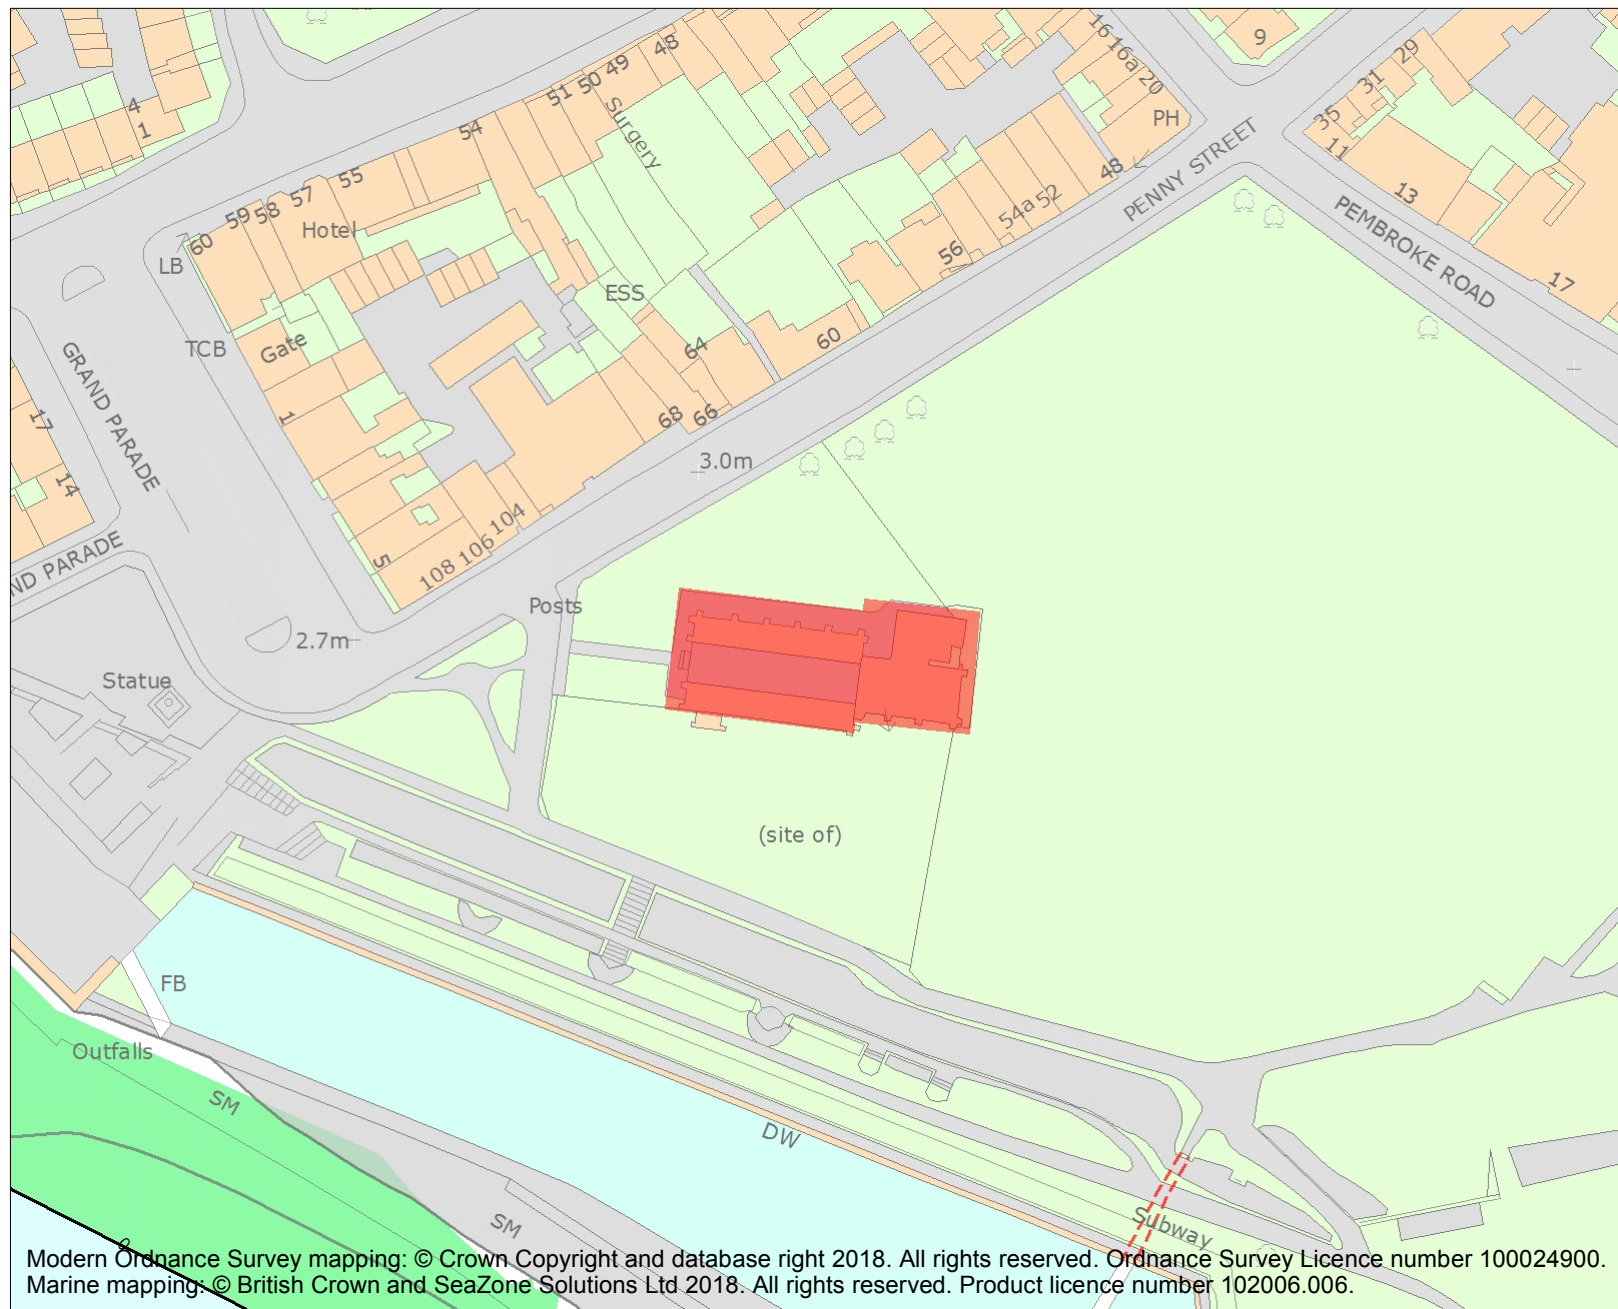 48
50 49
51
Surgery
54
4
1
55
57
58
59
60
Hotel
LB
TCB
Gate
1
ESS
16
16a
20
PH
9
29
31
35
11
13
17
PENNY STREET
PEMBROKE ROAD
48
52
54a
56
60
64
66
68
3.0m
GRAND PARADE
17
14
ND PARADE
5
104
106
108
Posts
2.7m
Statue
(site of)
FB
Outfalls
SM
DW
SM
Subway
Modern Ordnance Survey mapping: © Crown Copyright and database right 2018. All rights reserved. Ordnance Survey Licence number 100024900.
Marine mapping: © British Crown and SeaZone Solutions Ltd 2018. All rights reserved. Product licence number 102006.006.